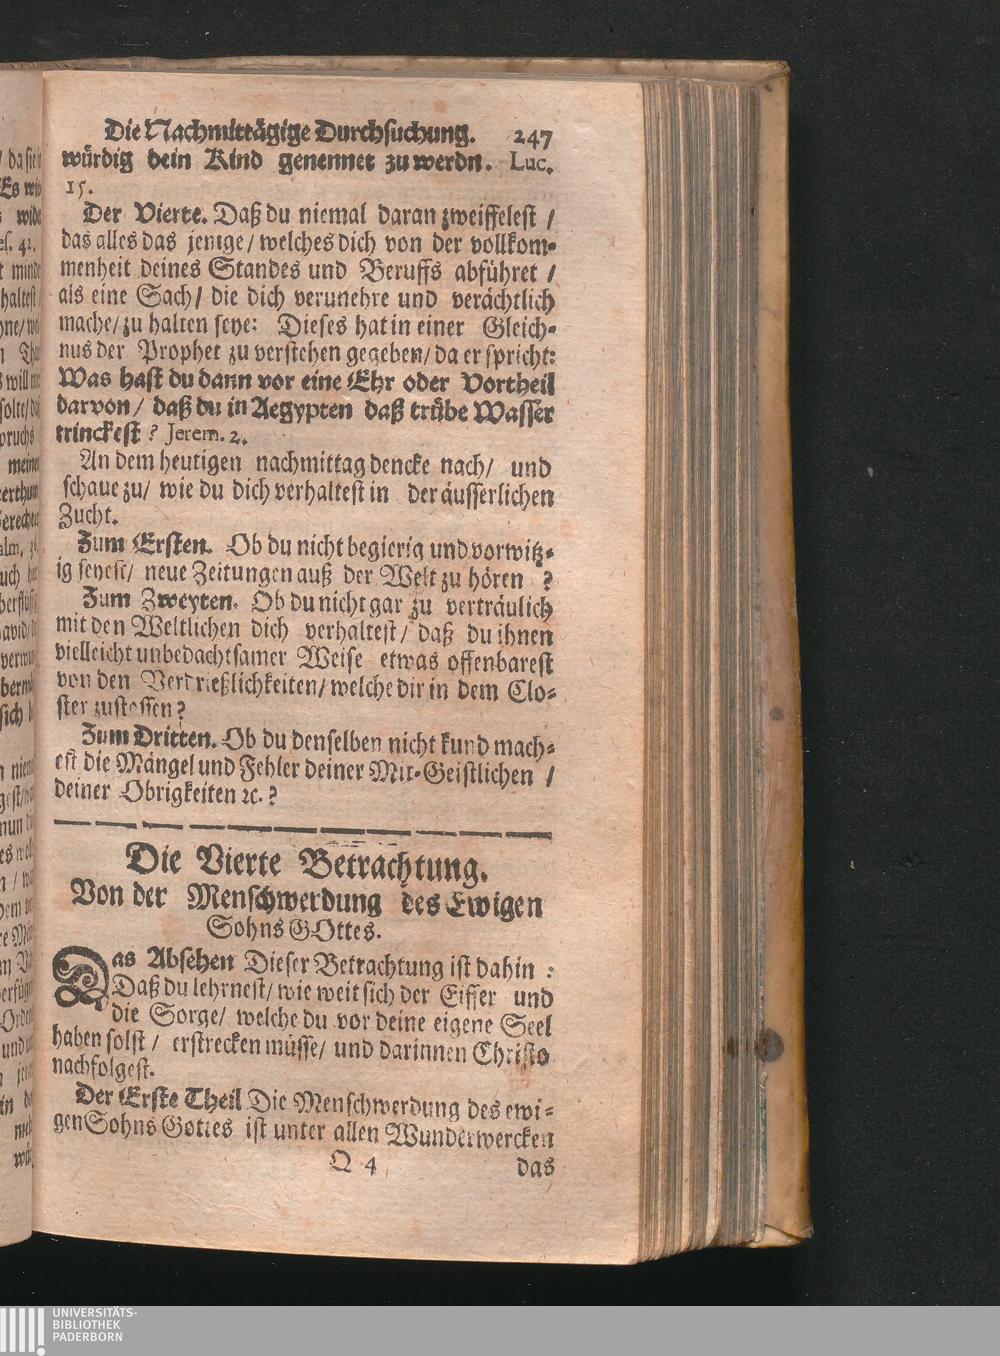 Die Nachmittägige Durchsuchung. 247
würdig dein Kind genennet zu werdn. Luc.
15.
Der Vierte. Daß du niemal daran zweiffelest /
das alles das jenige / welches dich von der vollkom-
menheit deines Standes und Beruffs abführet /
als eine Sach / die dich verunehre und verächtlich
mache / zu halten seye: Dieses hat in einer Gleich-
nus der Prophet zu verstehen gegeben / da er spricht:
Was hast du dann vor eine Ehr oder Vortheil
darvon / daß du in Aegypten daß trübe Wasser
trinckest? Jerem. 2.
An dem heutigen nachmittag dencke nach / und
schaue zu / wie du dich verhaltest in der äusserlichen
Zucht.
Zum Ersten. Ob du nicht begierig und vorwitz-
ig seyest / neue Zeitungen auß der Welt zu hören ?
Zum Zweyten. Ob du nicht gar zu verträulich
mit den Weltlichen dich verhaltest / daß du ihnen
vielleicht unbedachtsamer Weise etwas offenbarest
von den Verdrießlichkeiten / welche dir in dem Clo-
ster zustossen?
Zum Dritten. Ob du denselben nicht kund mach-
est die Mängel und Fehler deiner Mit-Geistlichen /
deiner Obrigkeiten ꝛc.?
Die Vierte Betrachtung.
Von der Menschwerdung des Ewigen
Sohns GOttes.
Das Absehen Dieser Betrachtung ist dahin :
Daß du lehrnest / wie weit sich der Eiffer und
die Sorge / welche du vor deine eigene Seel
haben solst / erstrecken müsse / und darinnen Christo
nachfolgest.
Der Erste Theil Die Menschwerdung des ewi-
gen Sohns Gottes ist unter allen Wunderwercken
Q 4 das
UNIVERSITÄTS-
BIBLIOTHEK
PADERBORN